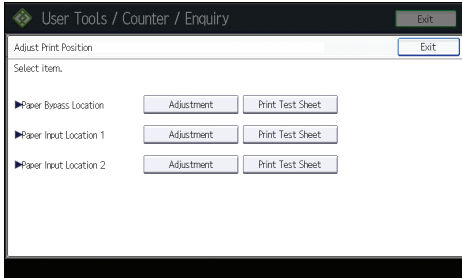 User Tools / Counter / Enquiry Exit
Adjust Print Position Exit
Select item.
▶Paper Bypass Location Adjustment Print Test Sheet
▶Paper Input Location 1 Adjustment Print Test Sheet
▶Paper Input Location 2 Adjustment Print Test Sheet